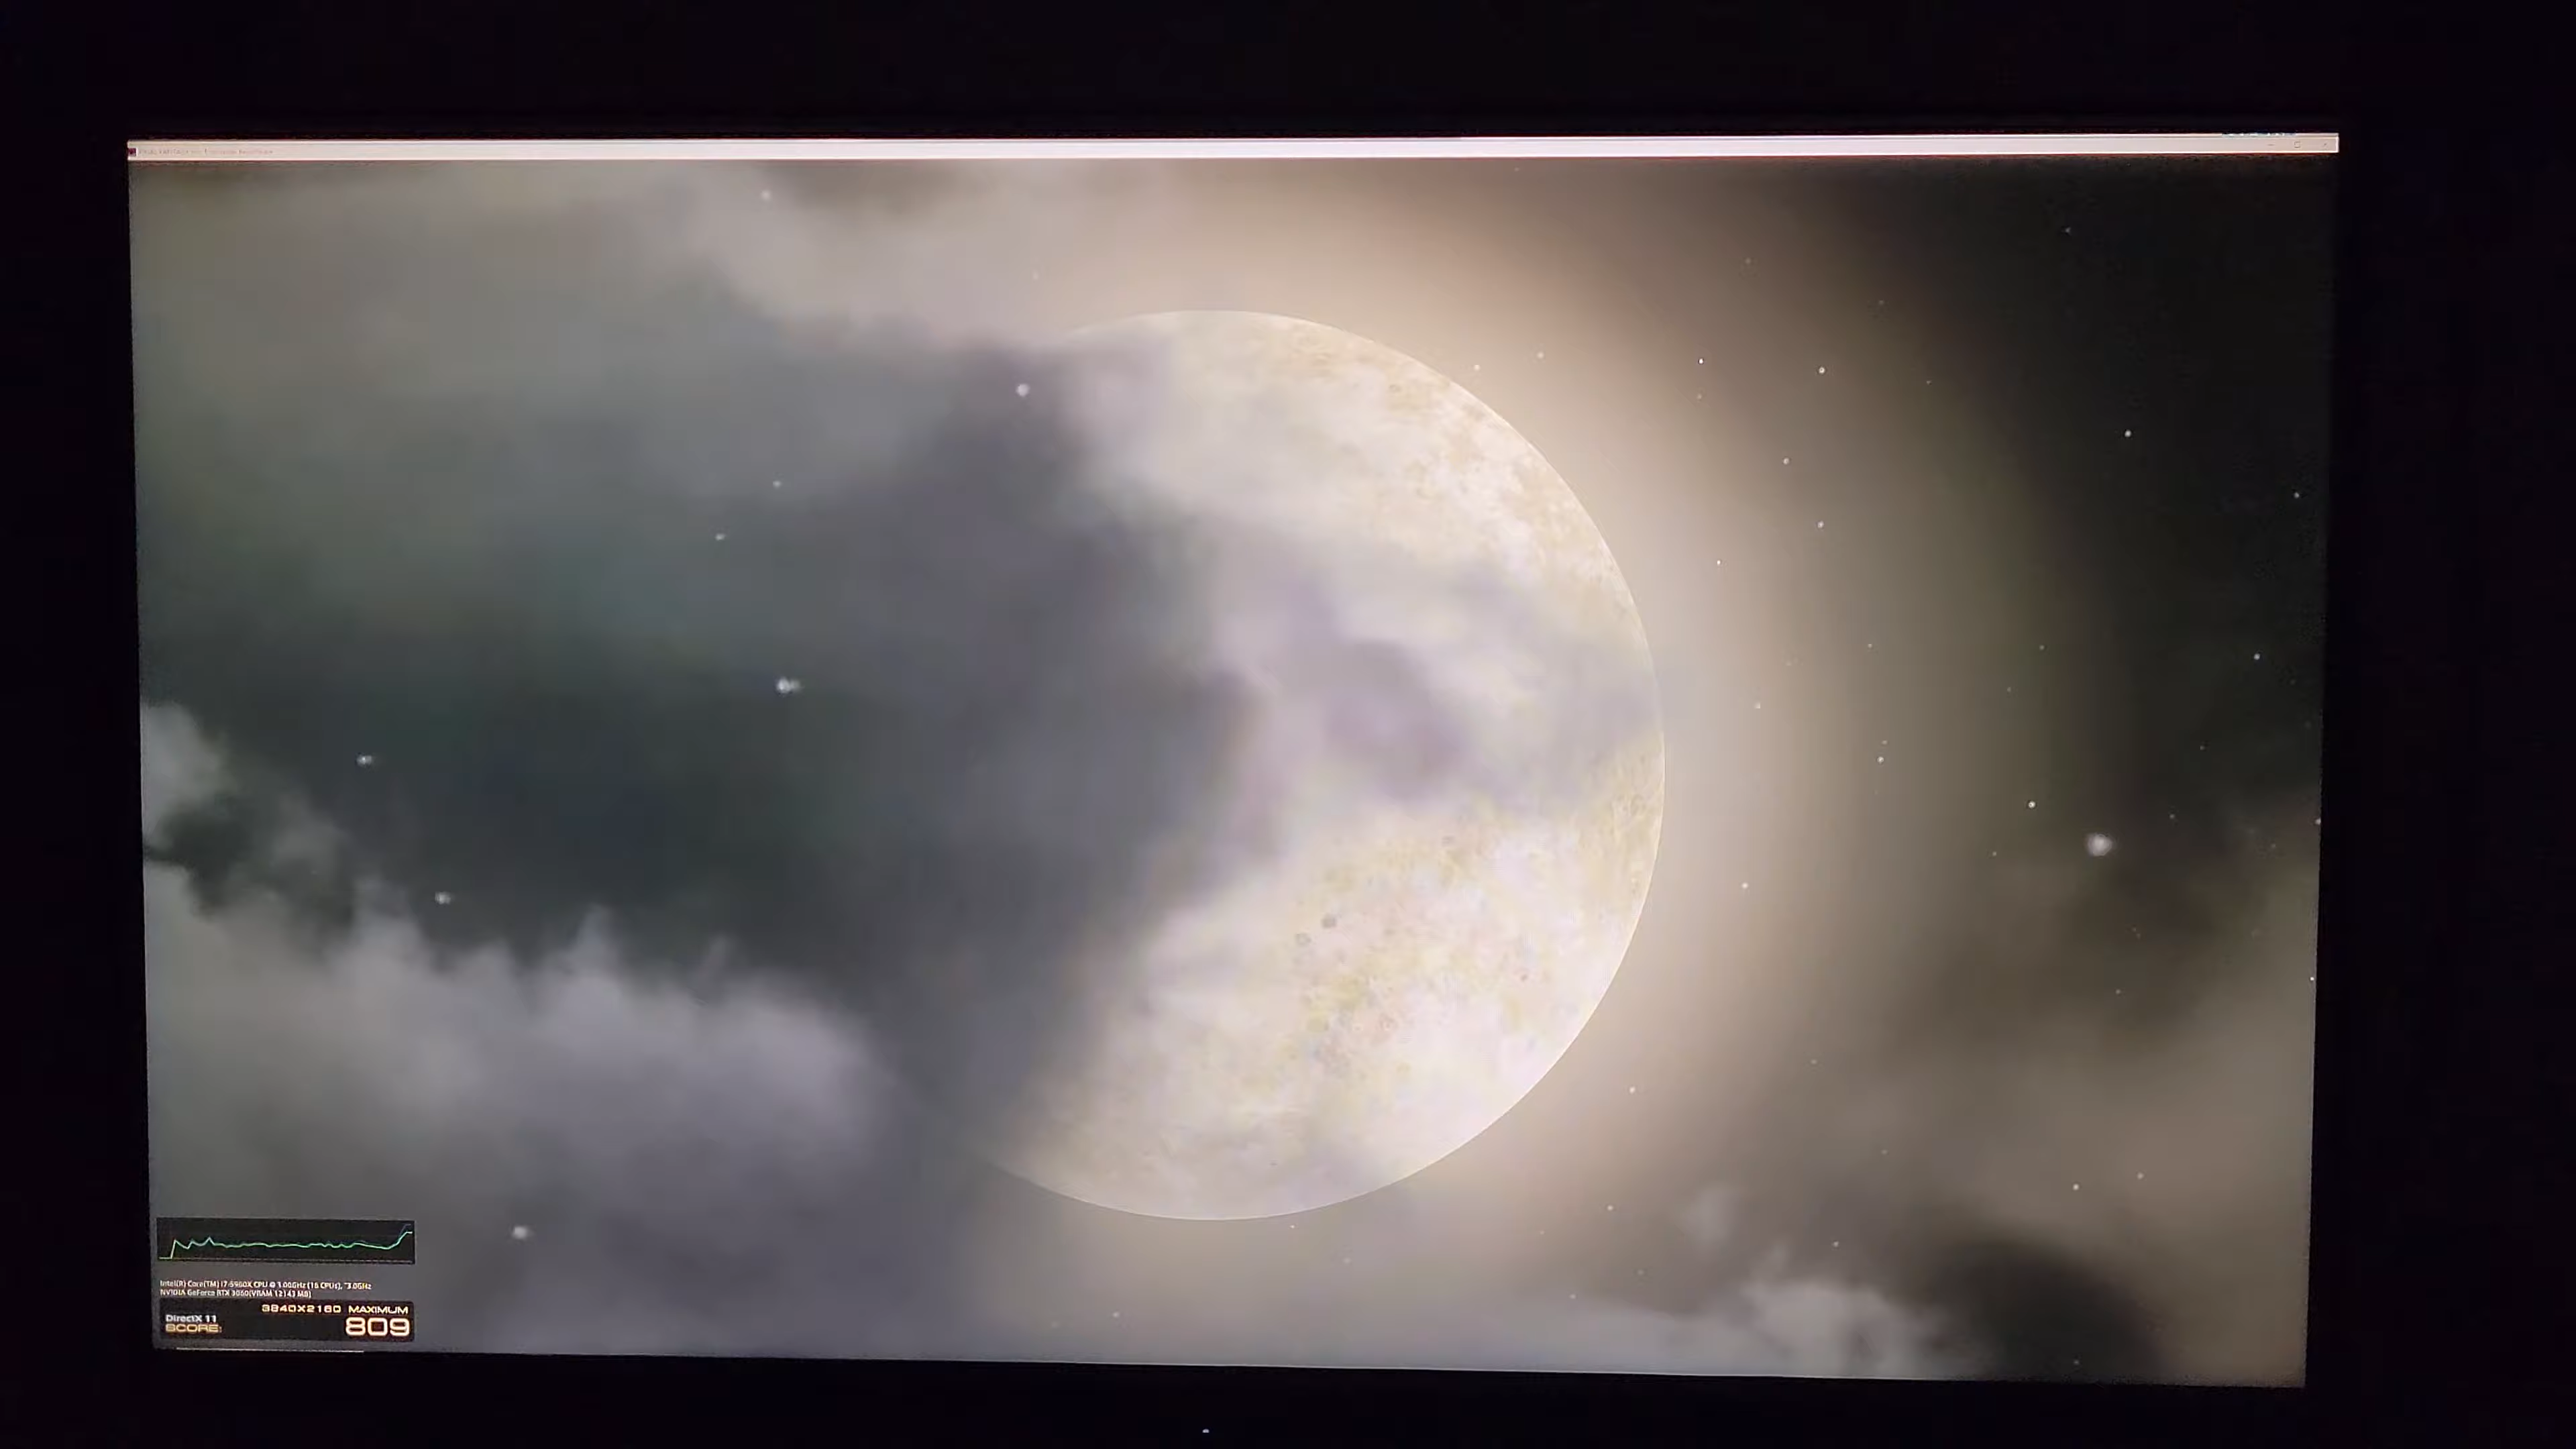 Intel(R) Core(TM) i7-5960X CPU @ 3.00GHz (16 CPUs), ~3.0GHz
NVIDIA GeForce RTX 3060(VRAM 12143 MB)
3840X2160 MAXIMUM
DirectX 11
SCORE: 809